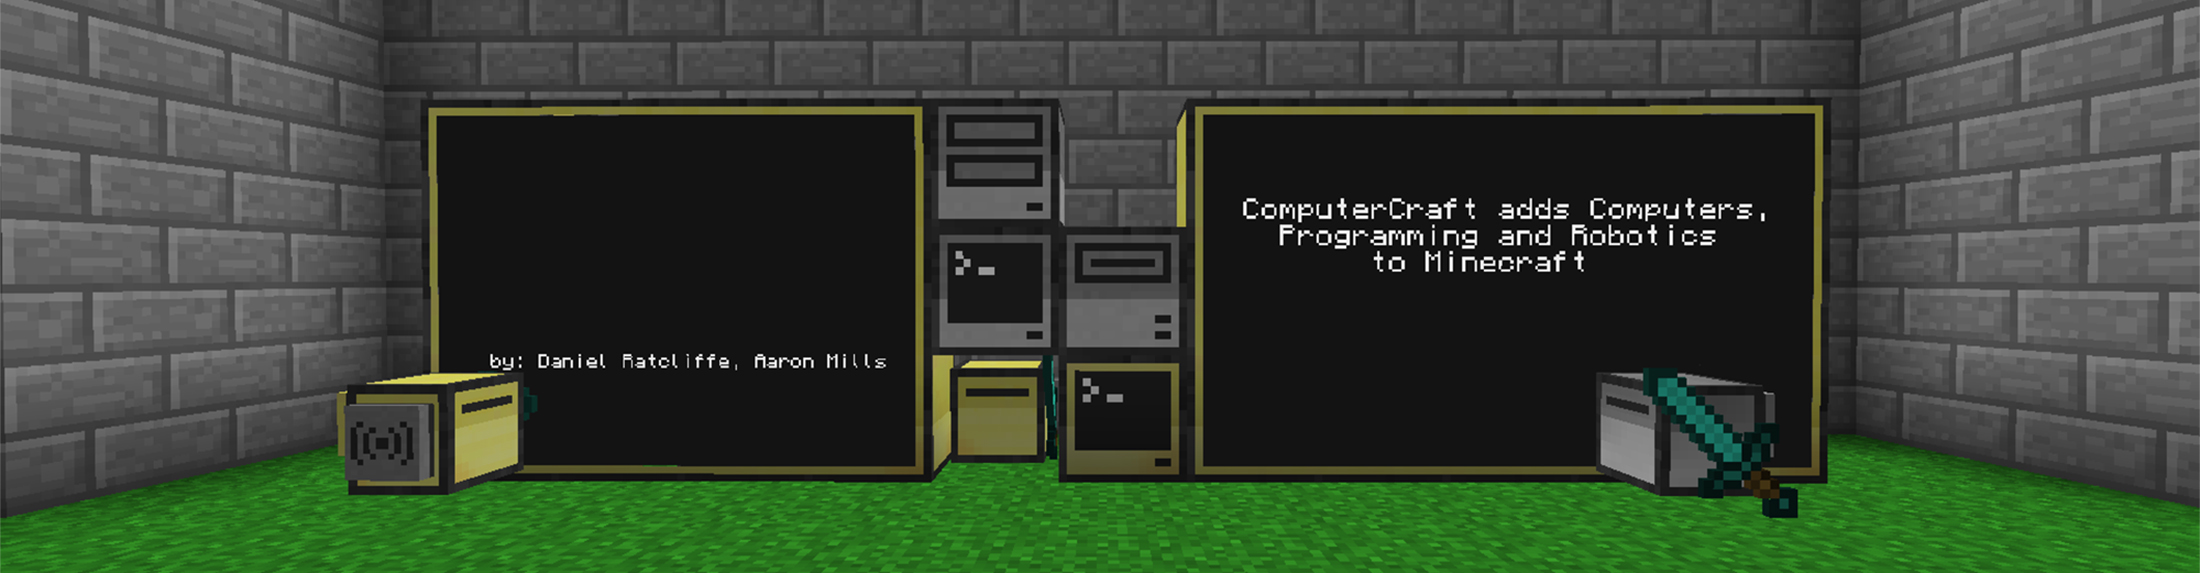 by: Daniel Ratcliffe, Aaron Mills
>_
>_
ComputerCraft adds Computers,
Programming and Robotics
to Minecraft